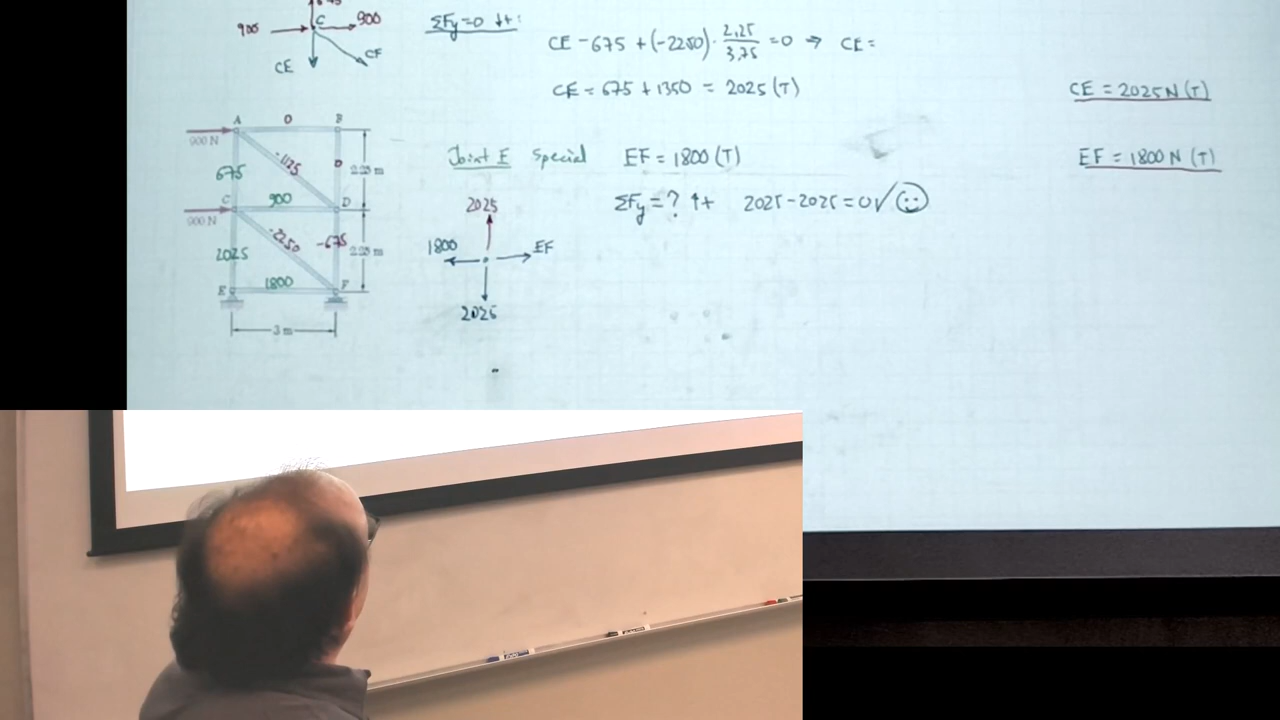 C
900
900
CE
CF
ΣFy=0 ↓+:
CE - 675 + (-2250) · 2,25/3,75 = 0 ⇒ CE =
CE = 675 + 1350 = 2025 (T)
CE = 2025N (T)
A
0
B
900 N
-1125
0
2.25 m
675
C
900
D
900 N
-2250
-675
2.25 m
2025
E
1800
F
3 m
Joint E Special EF = 1800 (T)
EF = 1800 N (T)
ΣFy = ? ↑+ 2025 - 2025 = 0 ✓
2025
1800
EF
2025